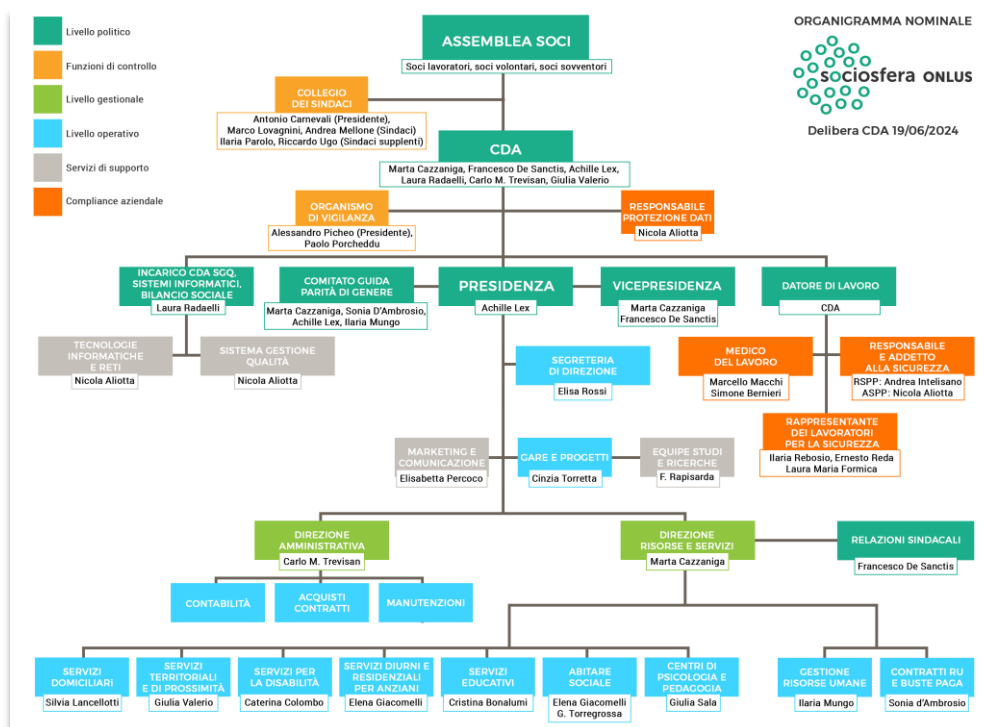 Livello politico
Funzioni di controllo
Livello gestionale
Livello operativo
Servizi di supporto
Compliance aziendale
ORGANIGRAMMA NOMINALE
sociosfera ONLUS
Delibera CDA 19/06/2024
ASSEMBLEA SOCI
Soci lavoratori, soci volontari, soci sovventori
COLLEGIO
DEI SINDACI
Antonio Carnevali (Presidente),
Marco Lovagnini, Andrea Mellone (Sindaci)
Ilaria Parolo, Riccardo Ugo (Sindaci supplenti)
CDA
Marta Cazzaniga, Francesco De Sanctis, Achille Lex,
Laura Radaelli, Carlo M. Trevisan, Giulia Valerio
ORGANISMO
DI VIGILANZA
Alessandro Picheo (Presidente),
Paolo Porcheddu
RESPONSABILE
PROTEZIONE DATI
Nicola Aliotta
INCARICO CDA SGQ,
SISTEMI INFORMATICI,
BILANCIO SOCIALE
Laura Radaelli
COMITATO GUIDA
PARITÀ DI GENERE
Marta Cazzaniga, Sonia D'Ambrosio,
Achille Lex, Ilaria Mungo
PRESIDENZA
Achille Lex
VICEPRESIDENZA
Marta Cazzaniga
Francesco De Sanctis
DATORE DI LAVORO
CDA
TECNOLOGIE
INFORMATICHE
E RETI
Nicola Aliotta
SISTEMA GESTIONE
QUALITÀ
Nicola Aliotta
SEGRETERIA
DI DIREZIONE
Elisa Rossi
MEDICO
DEL LAVORO
Marcello Macchi
Simone Bernieri
RESPONSABILE
E ADDETTO
ALLA SICUREZZA
RSPP: Andrea Intelisano
ASPP: Nicola Aliotta
RAPPRESENTANTE
DEI LAVORATORI
PER LA SICUREZZA
Ilaria Rebosio, Ernesto Reda
Laura Maria Formica
MARKETING E
COMUNICAZIONE
Elisabetta Percoco
GARE E PROGETTI
Cinzia Torretta
EQUIPE STUDI
E RICERCHE
F. Rapisarda
DIREZIONE
AMMINISTRATIVA
Carlo M. Trevisan
DIREZIONE
RISORSE E SERVIZI
Marta Cazzaniga
RELAZIONI SINDACALI
Francesco De Sanctis
CONTABILITÀ
ACQUISTI
CONTRATTI
MANUTENZIONI
SERVIZI
DOMICILIARI
Silvia Lancellotti
SERVIZI
TERRITORIALI
E DI PROSSIMITÀ
Giulia Valerio
SERVIZI PER
LA DISABILITÀ
Caterina Colombo
SERVIZI DIURNI E
RESIDENZIALI
PER ANZIANI
Elena Giacomelli
SERVIZI
EDUCATIVI
Cristina Bonalumi
ABITARE
SOCIALE
Elena Giacomelli
G. Torregrossa
CENTRI DI
PSICOLOGIA E
PEDAGOGIA
Giulia Sala
GESTIONE
RISORSE UMANE
Ilaria Mungo
CONTRATTI RU
E BUSTE PAGA
Sonia d'Ambrosio